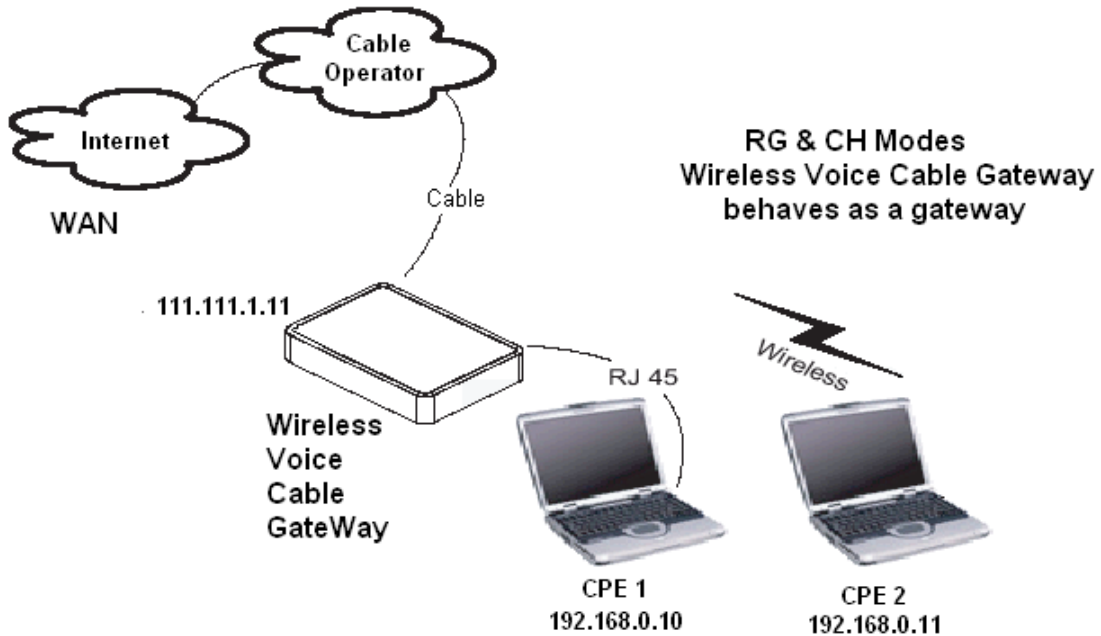 Cable
Operator
Internet
RG & CH Modes
Wireless Voice Cable Gateway
behaves as a gateway
Cable
WAN
111.111.1.11
Wireless
RJ 45
Wireless
Voice
Cable
GateWay
CPE 1
192.168.0.10
CPE 2
192.168.0.11